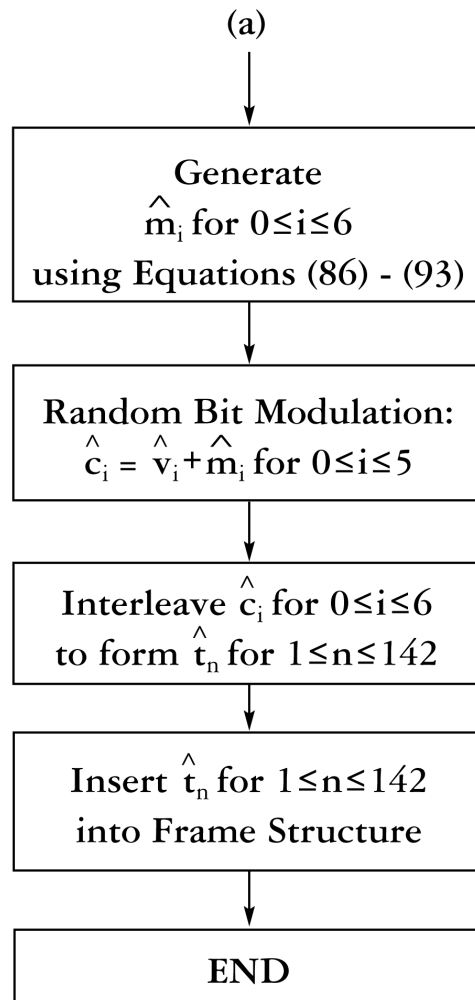 (a)
Generate
m̂ᵢ for 0≤i≤6
using Equations (86) - (93)
Random Bit Modulation:
ĉᵢ = v̂ᵢ + m̂ᵢ for 0≤i≤5
Interleave ĉᵢ for 0≤i≤6
to form t̂ₙ for 1≤n≤142
Insert t̂ₙ for 1≤n≤142
into Frame Structure
END